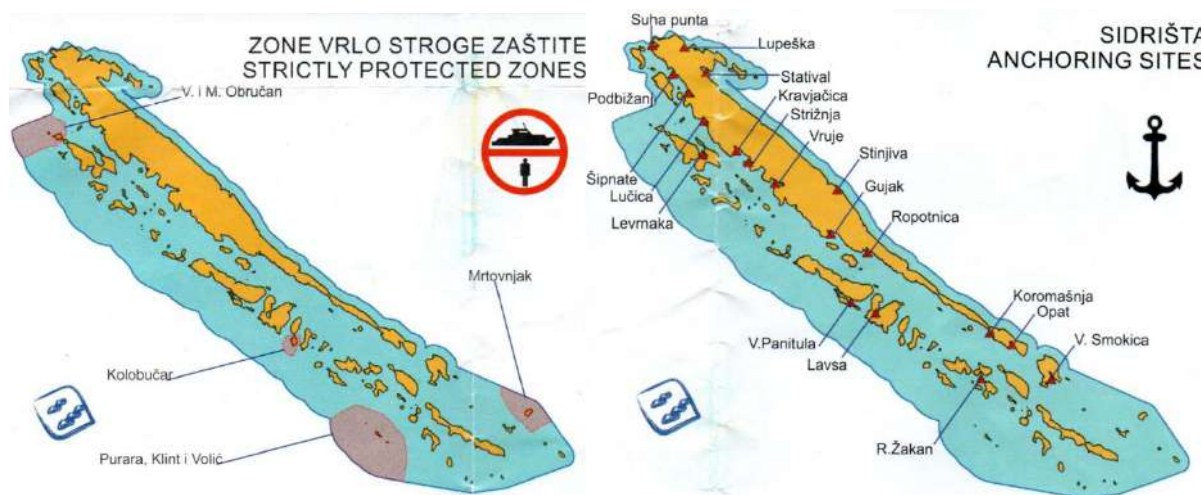 ZONE VRLO STROGE ZAŠTITE
STRICTLY PROTECTED ZONES
V. i M. Obručan
Mrtovnjak
Kolobučar
Purara, Klint i Volić
SIDRIŠTA
ANCHORING SITES
Suha punta
Lupeška
Statival
Podbižanj
Kravjačica
Strižnja
Vruje
Stinjiva
Šipnate
Gujak
Lučica
Levrnaka
Ropotnica
Koromašnja
Opat
V.Panitula
V. Smokica
Lavsa
R.Žakan